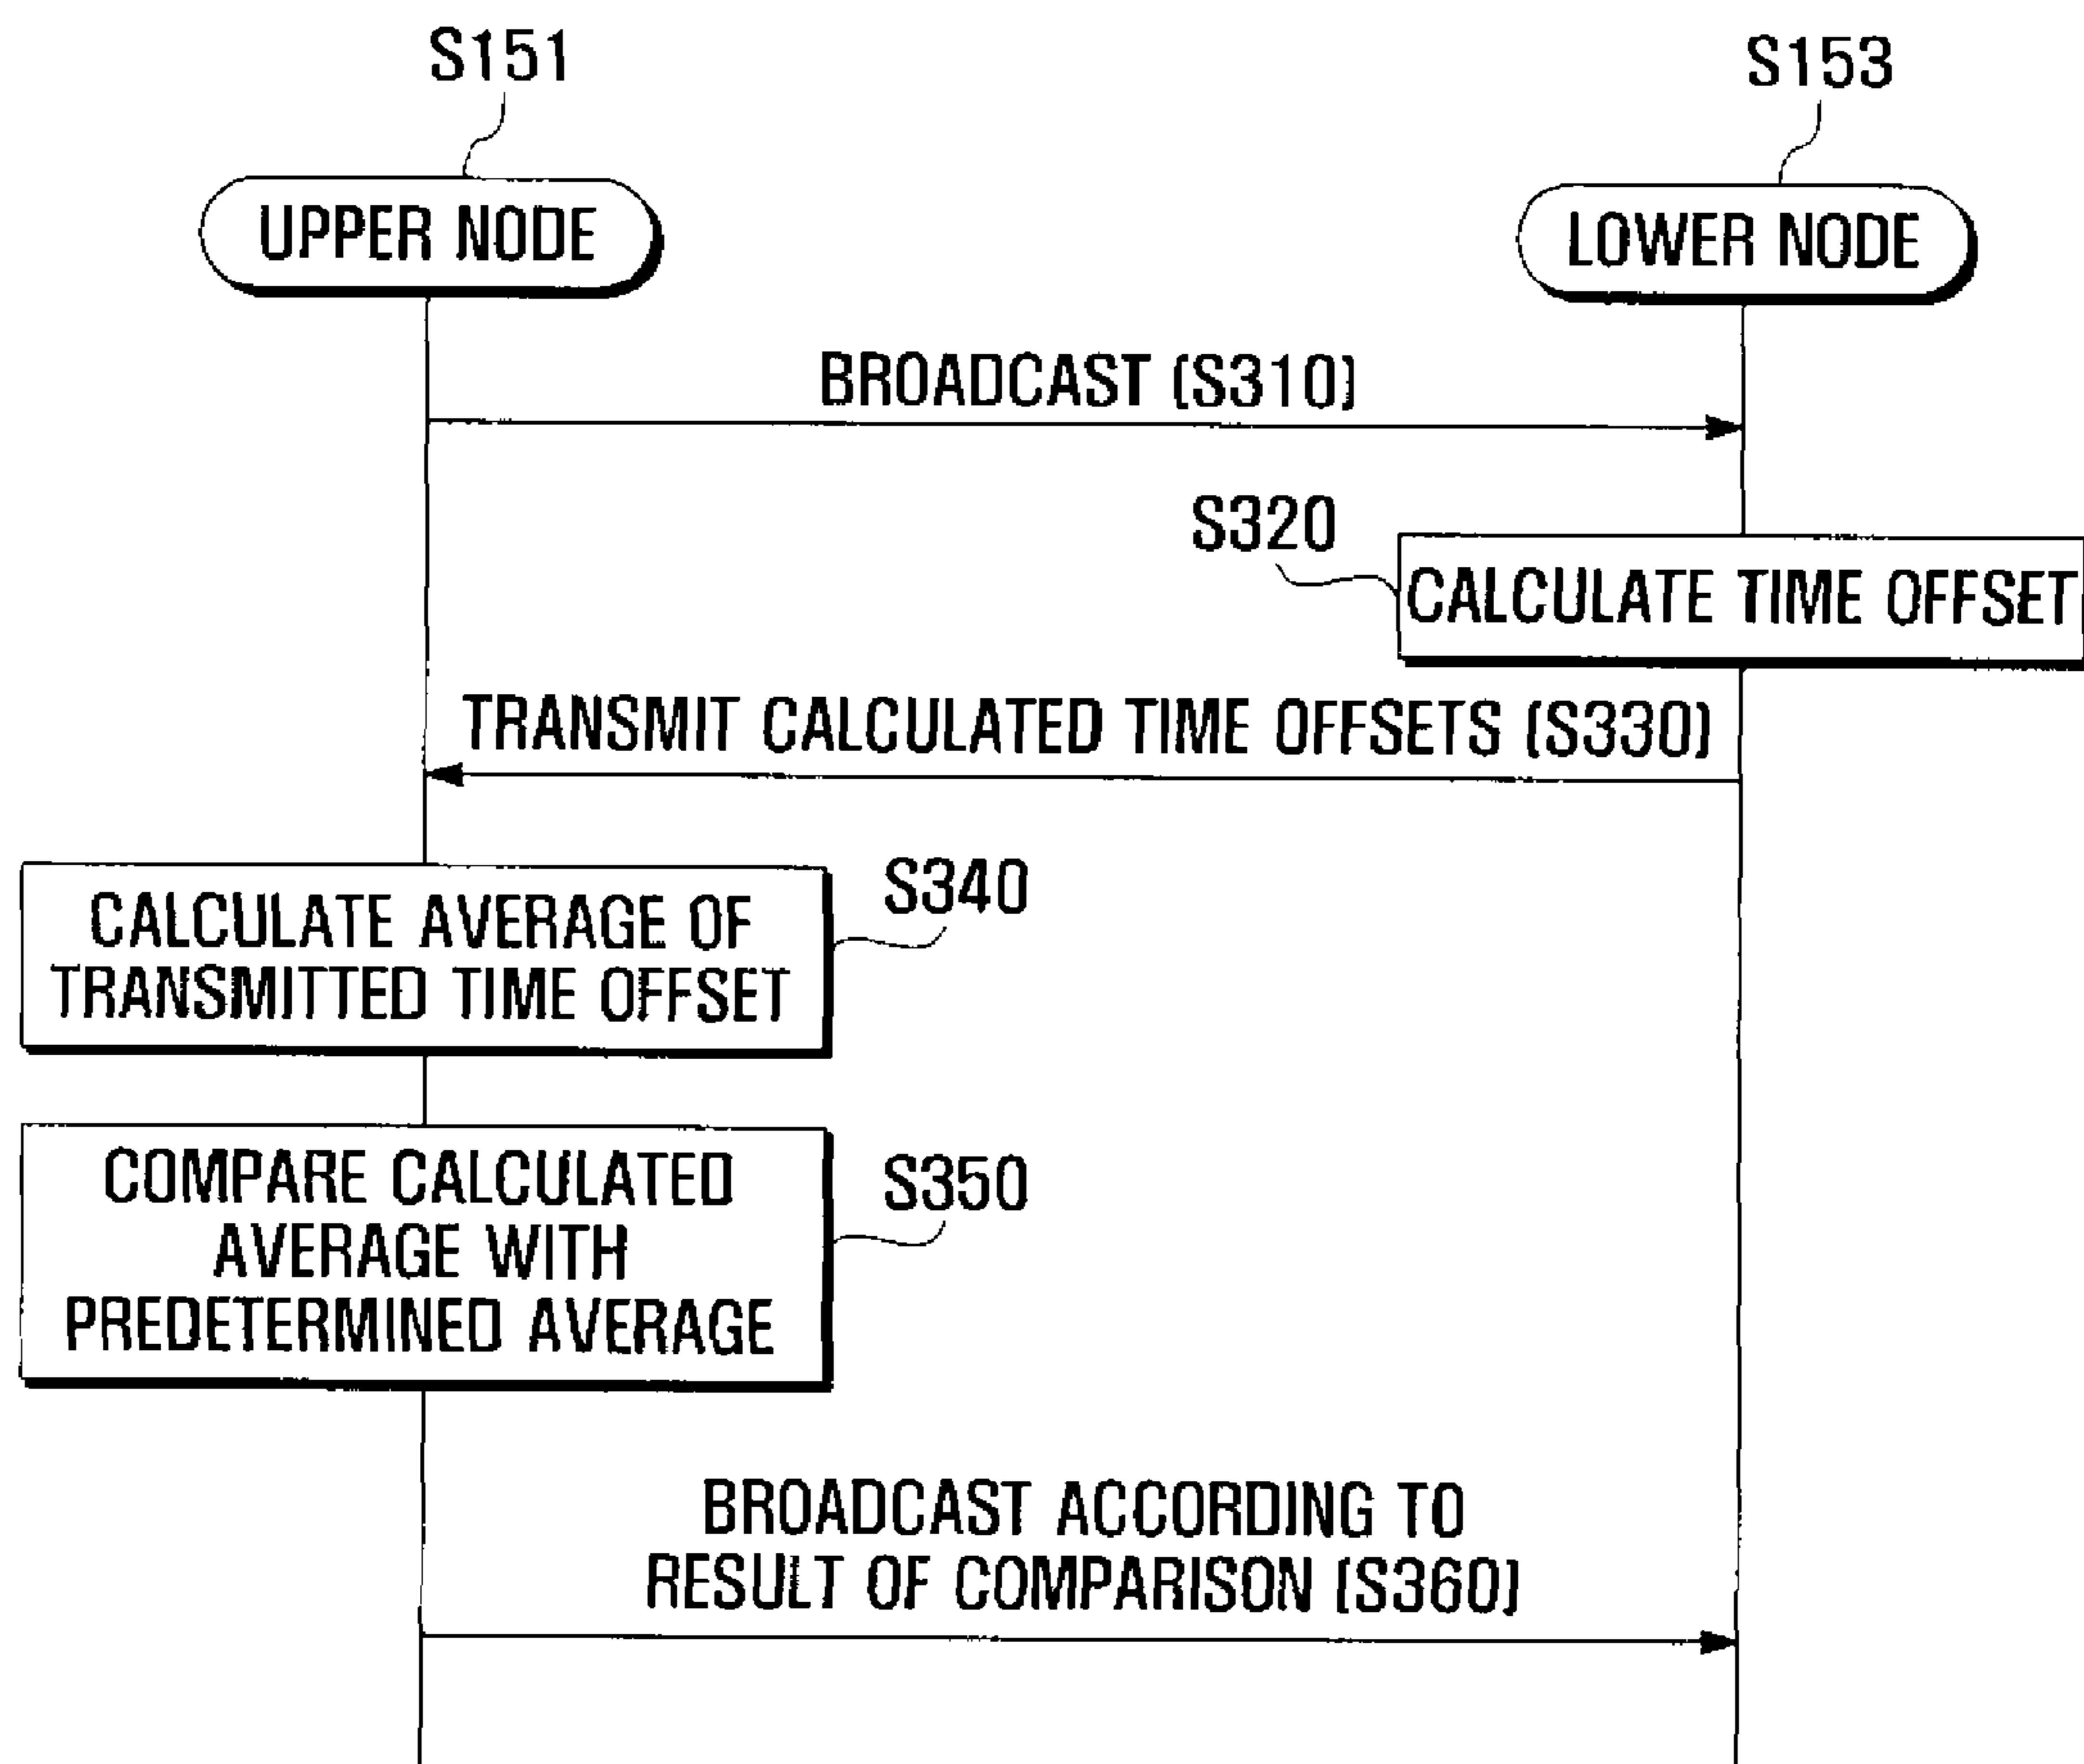 S151
S153
UPPER NODE
LOWER NODE
BROADCAST (S310)
S320
CALCULATE TIME OFFSET
TRANSMIT CALCULATED TIME OFFSETS (S330)
CALCULATE AVERAGE OF
TRANSMITTED TIME OFFSET
S340
COMPARE CALCULATED
AVERAGE WITH
PREDETERMINED AVERAGE
S350
BROADCAST ACCORDING TO
RESULT OF COMPARISON (S360)